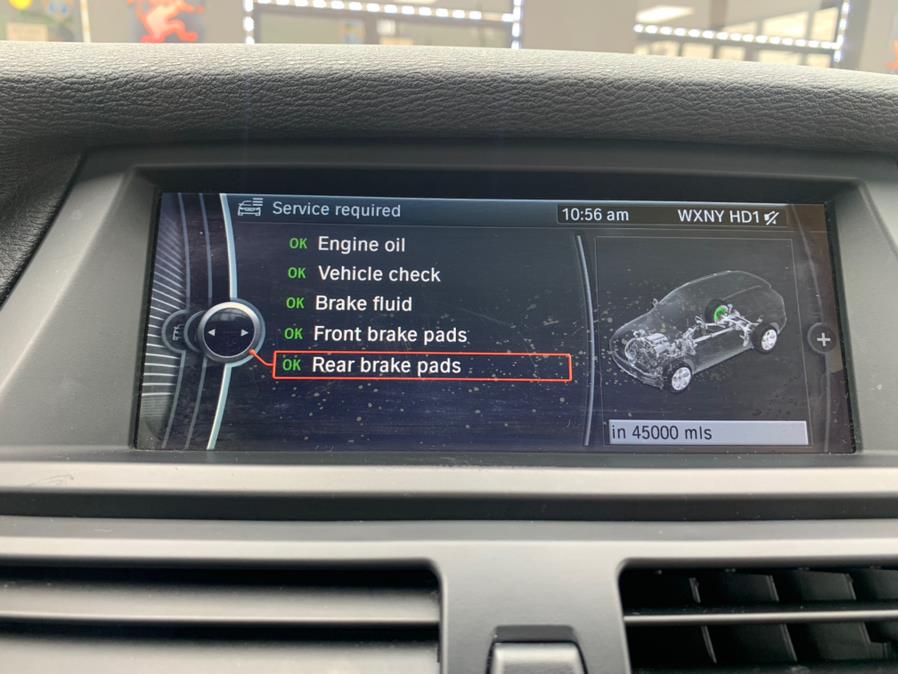 Service required
10:56 am
WXNY HD1
OK Engine oil
OK Vehicle check
OK Brake fluid
OK Front brake pads
OK Rear brake pads
in 45000 mls